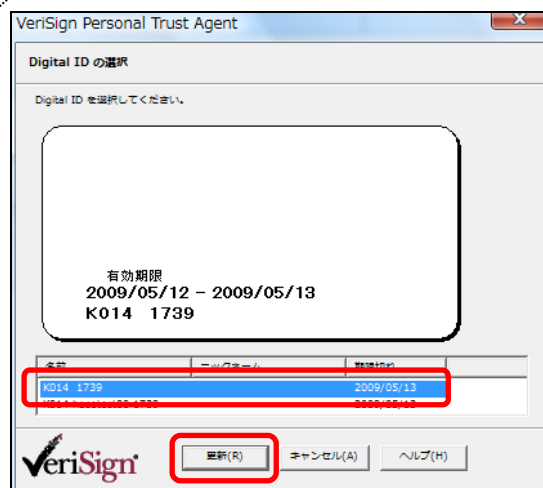 VeriSign Personal Trust Agent
Digital ID の選択
Digital ID を選択してください。
有効期限
2009/05/12 - 2009/05/13
K014 1739
名前 ニックネーム 期限切れ
K014 1739 2009/05/13
VeriSign
更新(R) キャンセル(A) ヘルプ(H)